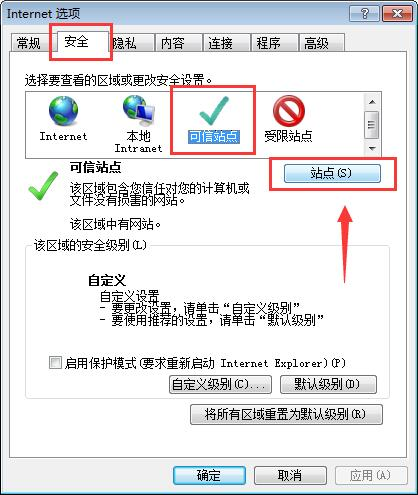 Internet 选项
常规 安全 隐私 内容 连接 程序 高级
选择要查看的区域或更改安全设置。
Internet 本地 Intranet 可信站点 受限站点
可信站点
站点(S)
该区域包含您信任对您的计算机或
文件没有损害的网站。
该区域中有网站。
该区域的安全级别(L)
自定义
自定义设置
- 要更改设置，请单击“自定义级别”
- 要使用推荐的设置，请单击“默认级别”
启用保护模式(要求重新启动 Internet Explorer)(P)
自定义级别(C)... 默认级别(D)
将所有区域重置为默认级别(R)
确定 取消 应用(A)